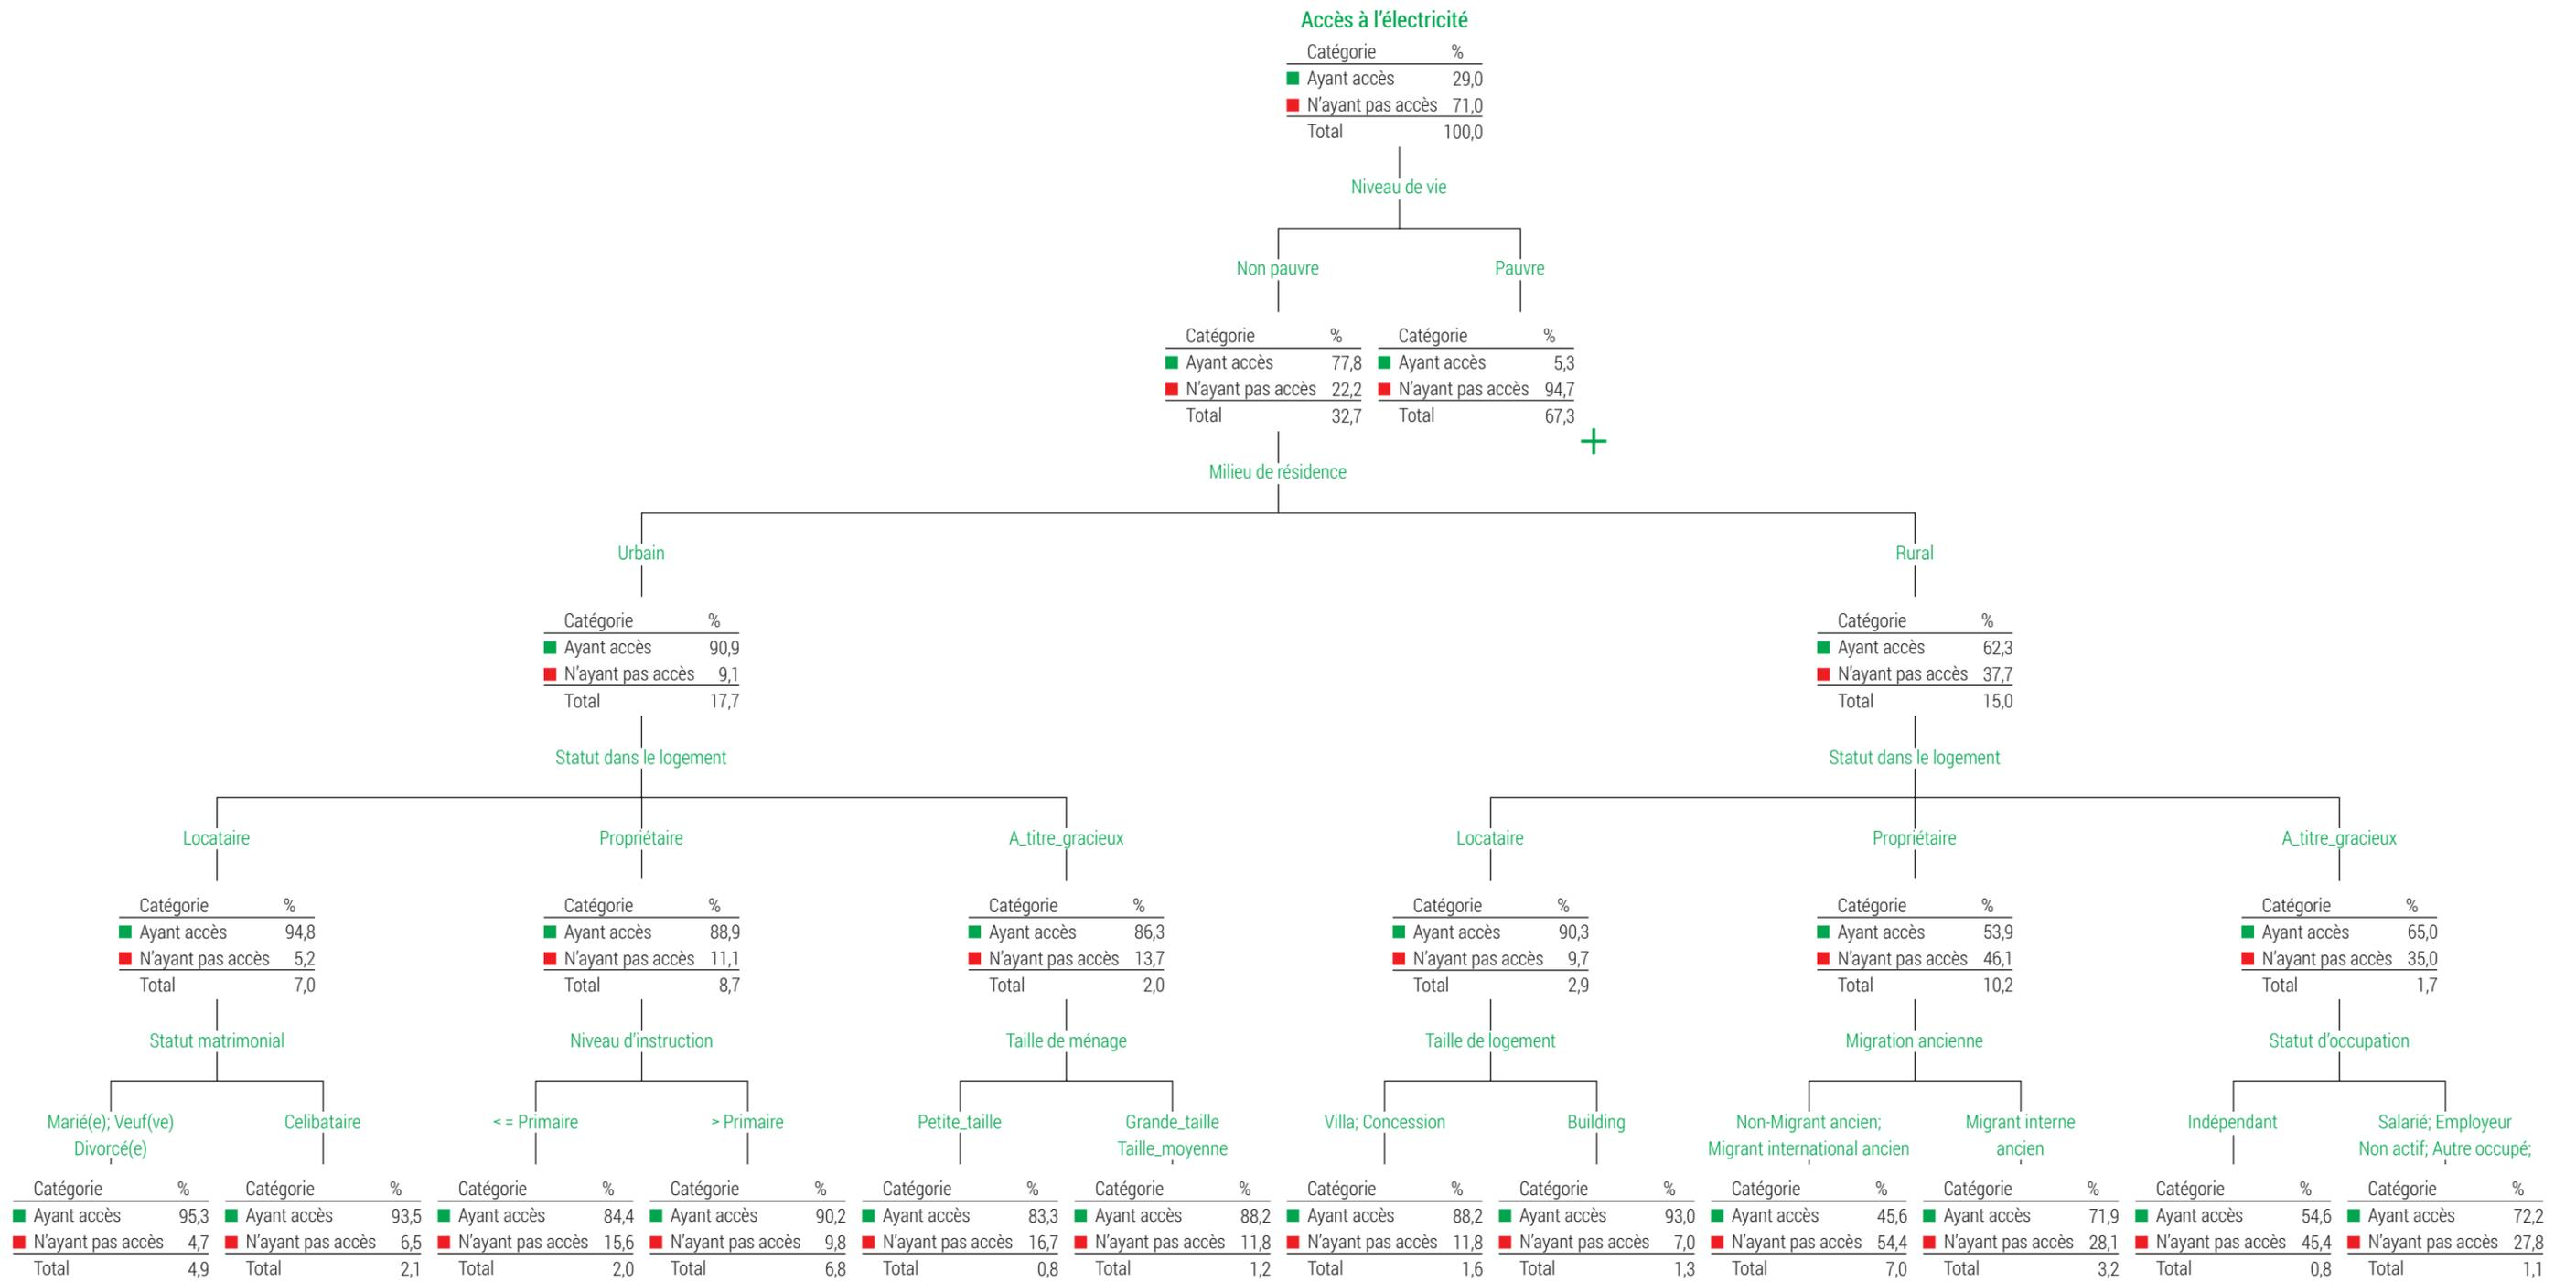 Accès à l'électricité
Catégorie %
Ayant accès 29,0
N'ayant pas accès 71,0
Total 100,0
Niveau de vie
Non pauvre
Pauvre
Catégorie %
Ayant accès 77,8
N'ayant pas accès 22,2
Total 32,7
Catégorie %
Ayant accès 5,3
N'ayant pas accès 94,7
Total 67,3
+
Milieu de résidence
Urbain
Rural
Catégorie %
Ayant accès 90,9
N'ayant pas accès 9,1
Total 17,7
Catégorie %
Ayant accès 62,3
N'ayant pas accès 37,7
Total 15,0
Statut dans le logement
Statut dans le logement
Locataire
Propriétaire
A_titre_gracieux
Locataire
Propriétaire
A_titre_gracieux
Catégorie %
Ayant accès 94,8
N'ayant pas accès 5,2
Total 7,0
Catégorie %
Ayant accès 88,9
N'ayant pas accès 11,1
Total 8,7
Catégorie %
Ayant accès 86,3
N'ayant pas accès 13,7
Total 2,0
Catégorie %
Ayant accès 90,3
N'ayant pas accès 9,7
Total 2,9
Catégorie %
Ayant accès 53,9
N'ayant pas accès 46,1
Total 10,2
Catégorie %
Ayant accès 65,0
N'ayant pas accès 35,0
Total 1,7
Statut matrimonial
Niveau d'instruction
Taille de ménage
Taille de logement
Migration ancienne
Statut d'occupation
Marié(e); Veuf(ve)
Divorcé(e)
Celibataire
< = Primaire
> Primaire
Petite_taille
Grande_taille
Taille_moyenne
Villa; Concession
Building
Non-Migrant ancien;
Migrant international ancien
Migrant interne
ancien
Indépendant
Salarié; Employeur
Non actif; Autre occupé;
Catégorie %
Ayant accès 95,3
N'ayant pas accès 4,7
Total 4,9
Catégorie %
Ayant accès 93,5
N'ayant pas accès 6,5
Total 2,1
Catégorie %
Ayant accès 84,4
N'ayant pas accès 15,6
Total 2,0
Catégorie %
Ayant accès 90,2
N'ayant pas accès 9,8
Total 6,8
Catégorie %
Ayant accès 83,3
N'ayant pas accès 16,7
Total 0,8
Catégorie %
Ayant accès 88,2
N'ayant pas accès 11,8
Total 1,2
Catégorie %
Ayant accès 88,2
N'ayant pas accès 11,8
Total 1,6
Catégorie %
Ayant accès 93,0
N'ayant pas accès 7,0
Total 1,3
Catégorie %
Ayant accès 45,6
N'ayant pas accès 54,4
Total 7,0
Catégorie %
Ayant accès 71,9
N'ayant pas accès 28,1
Total 3,2
Catégorie %
Ayant accès 54,6
N'ayant pas accès 45,4
Total 0,8
Catégorie %
Ayant accès 72,2
N'ayant pas accès 27,8
Total 1,1